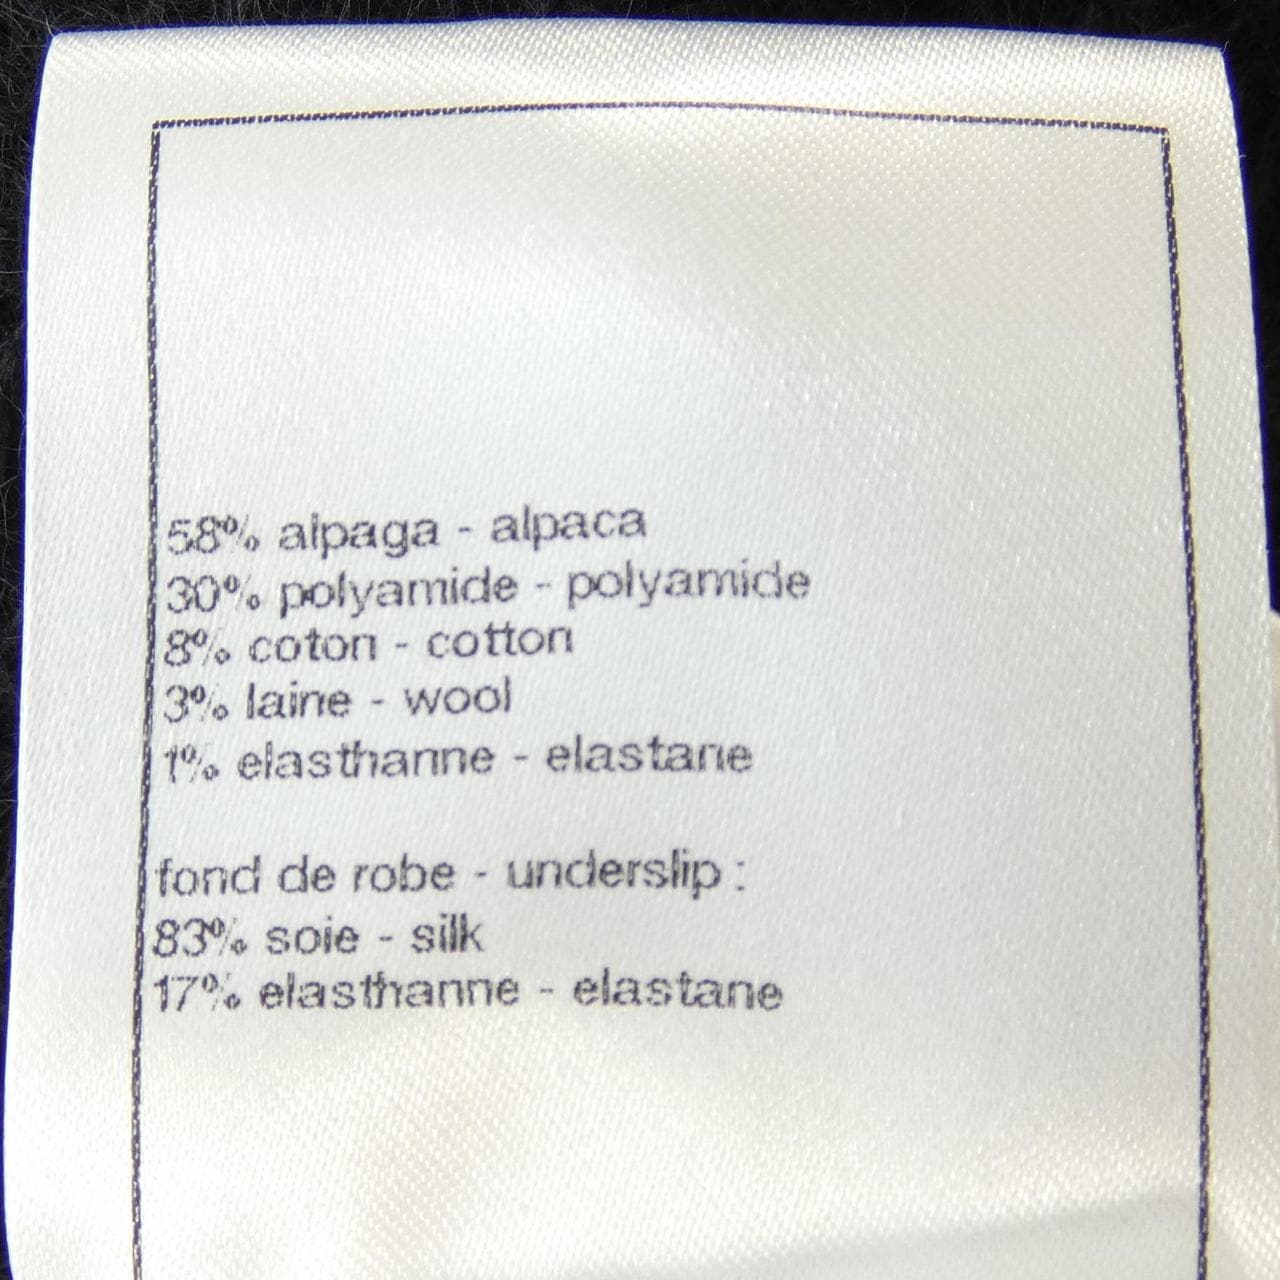 58% alpaga - alpaca
30% polyamide - polyamide
8% coton - cotton
3% laine - wool
1% elasthanne - elastane
fond de robe - underslip :
83% soie - silk
17% elasthanne - elastane